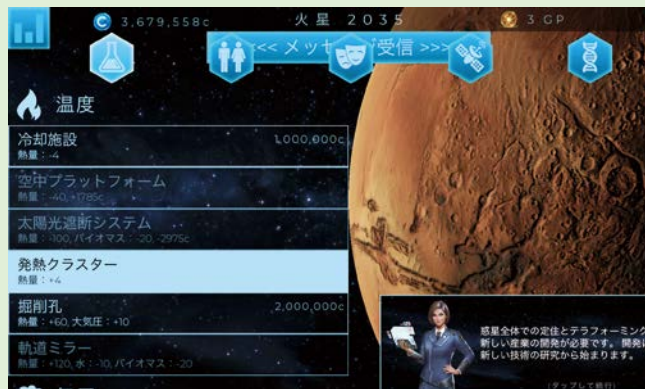 3,679,558c
火星 2035
3 GP
<<< メッセージ受信 >>>
温度
冷却施設 1,000,000c
熱量：-4
空中プラットフォーム
熱量：-40, +1785c
太陽光遮断システム
熱量：-100, バイオマス：-20, -2975c
発熱クラスター
熱量：+4
掘削孔 2,000,000c
熱量：+60, 大気圧：+10
軌道ミラー
熱量：+120, 水：-10, バイオマス：-20
惑星全体での定住とテラフォーミング
新しい産業の開発が必要です。 開発に
新しい技術の研究から始まります。
(タップして続行)